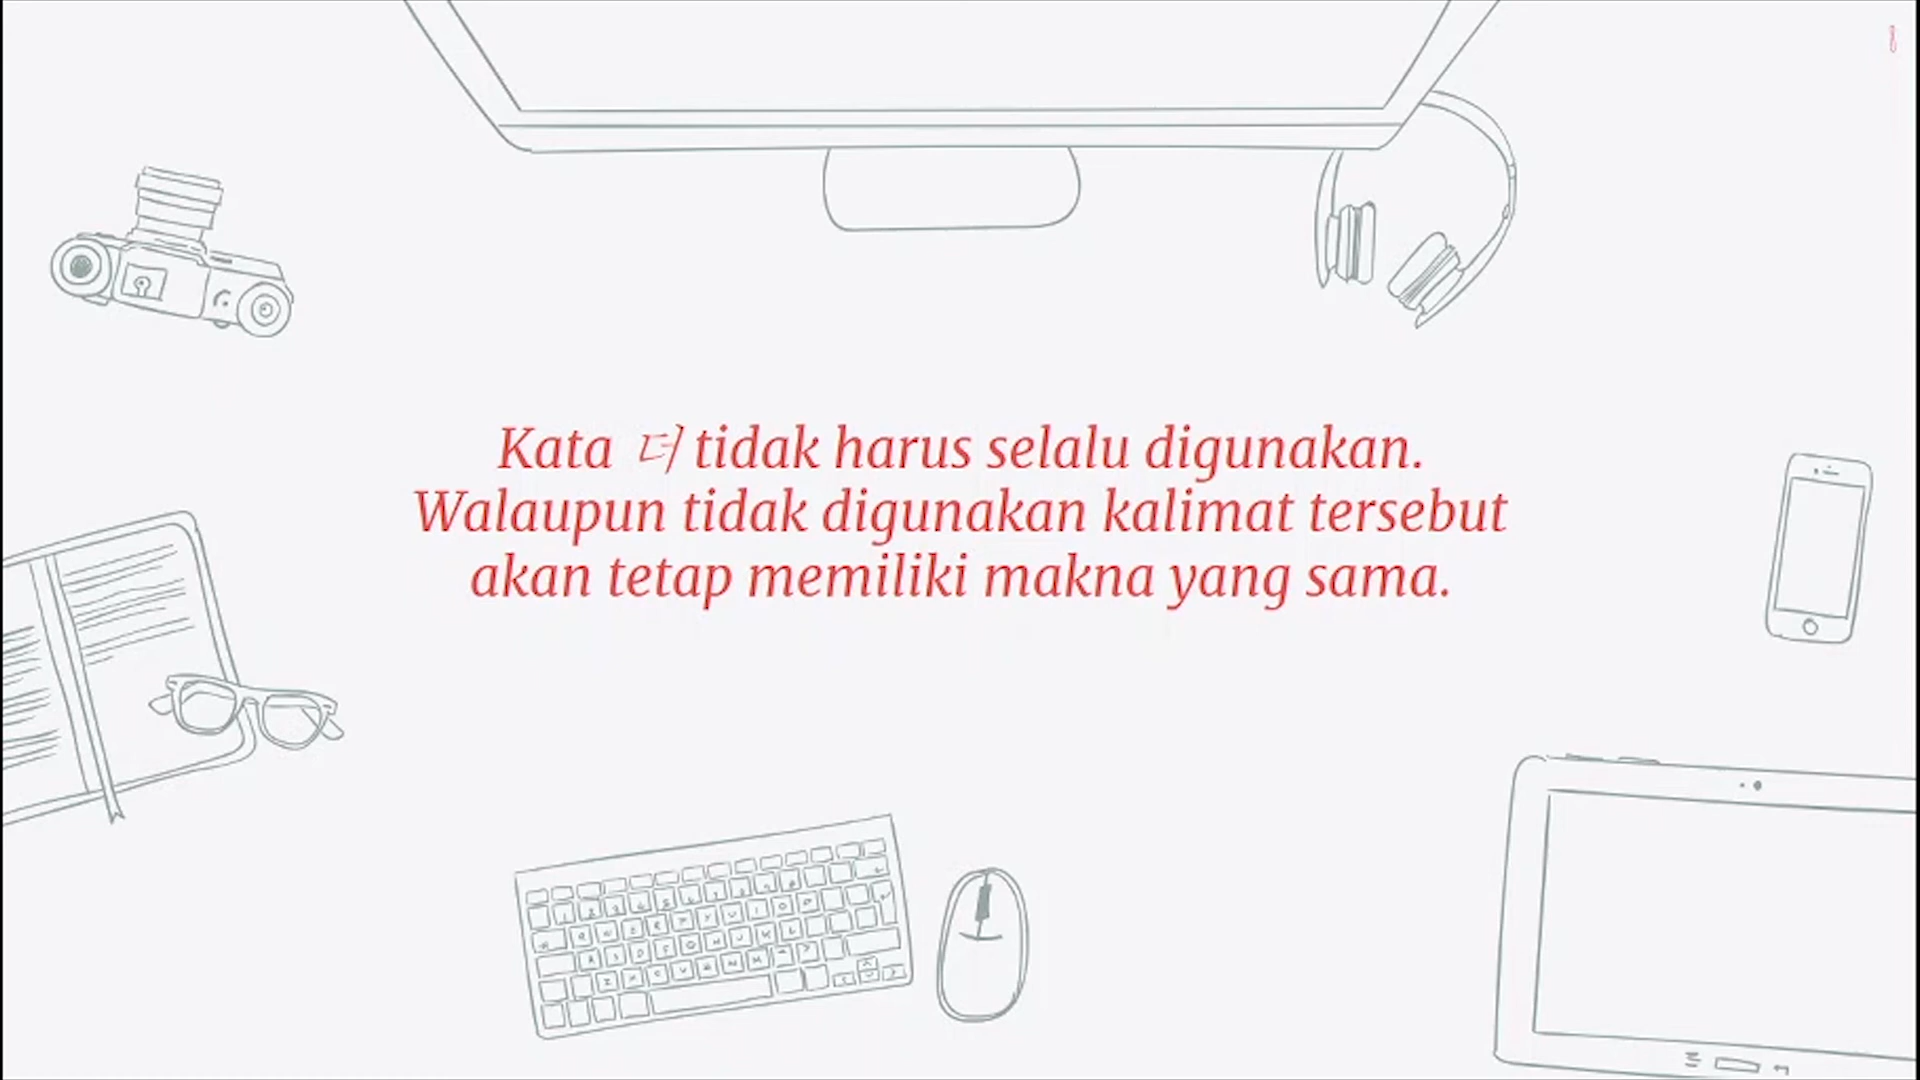 Kata 더 tidak harus selalu digunakan.
Walaupun tidak digunakan kalimat tersebut
akan tetap memiliki makna yang sama.